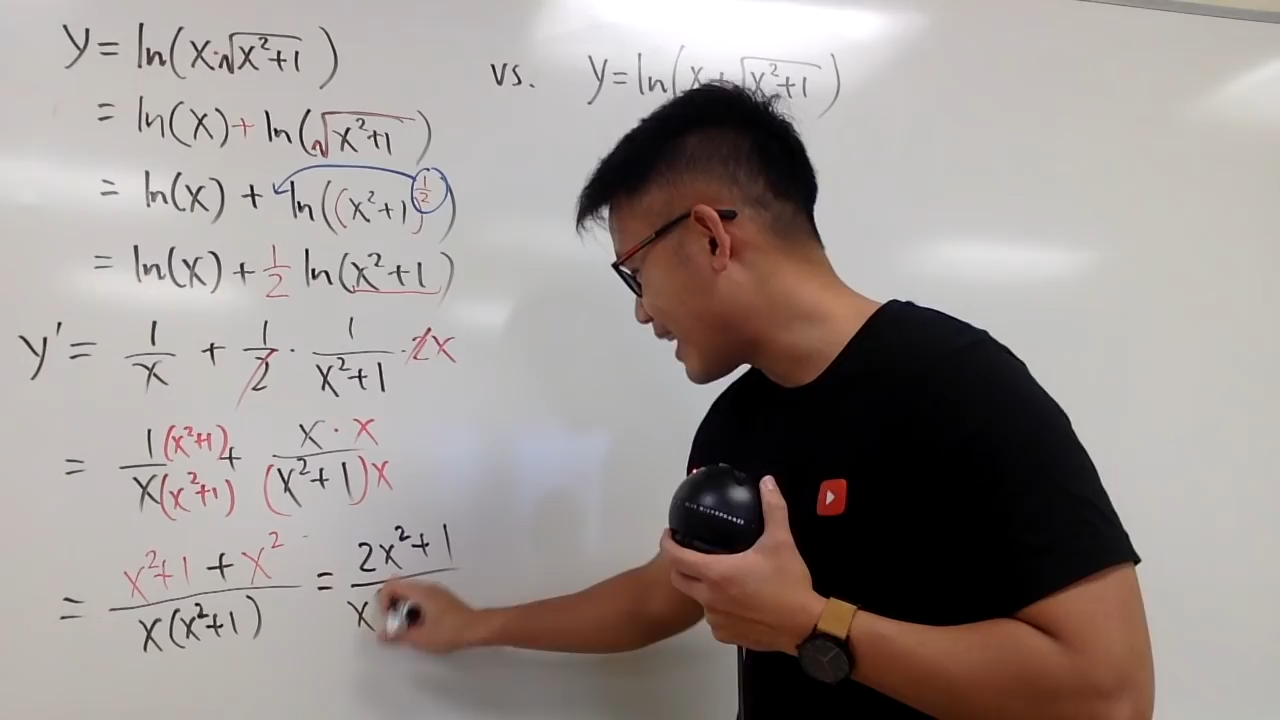 y = ln(x·√(x²+1))
= ln(x) + ln(√(x²+1))
= ln(x) + ln((x²+1)^(1/2))
= ln(x) + 1/2 ln(x²+1)
y' = 1/x + 1/2 · 1/(x²+1) · 2x
= 1(x²+1)/x(x²+1) + x·x/(x²+1)x
= (x²+1+x²)/x(x²+1) = (2x²+1)/x
vs. y = ln(x+√(x²+1))